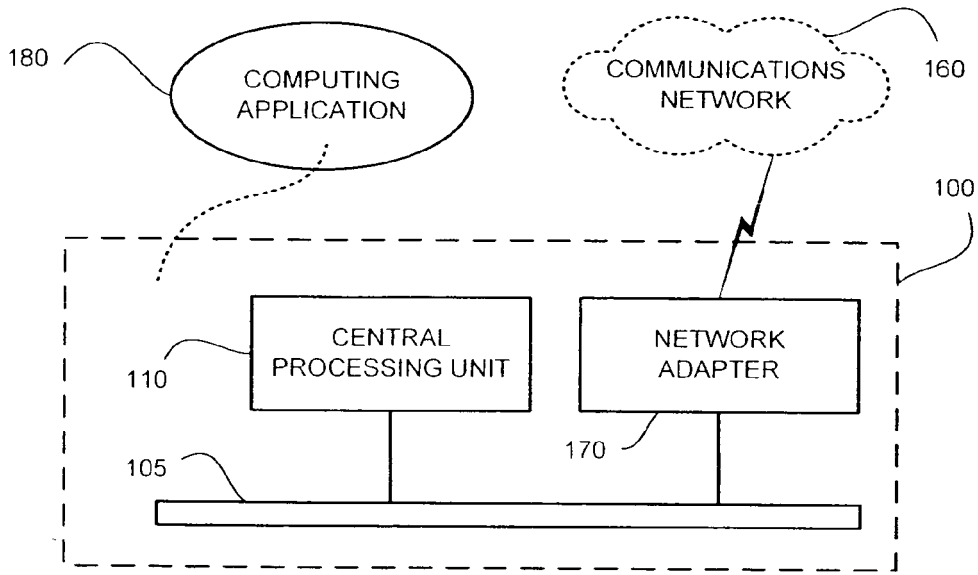 180
COMPUTING
APPLICATION
COMMUNICATIONS
NETWORK
160
100
CENTRAL
PROCESSING UNIT
110
NETWORK
ADAPTER
170
105